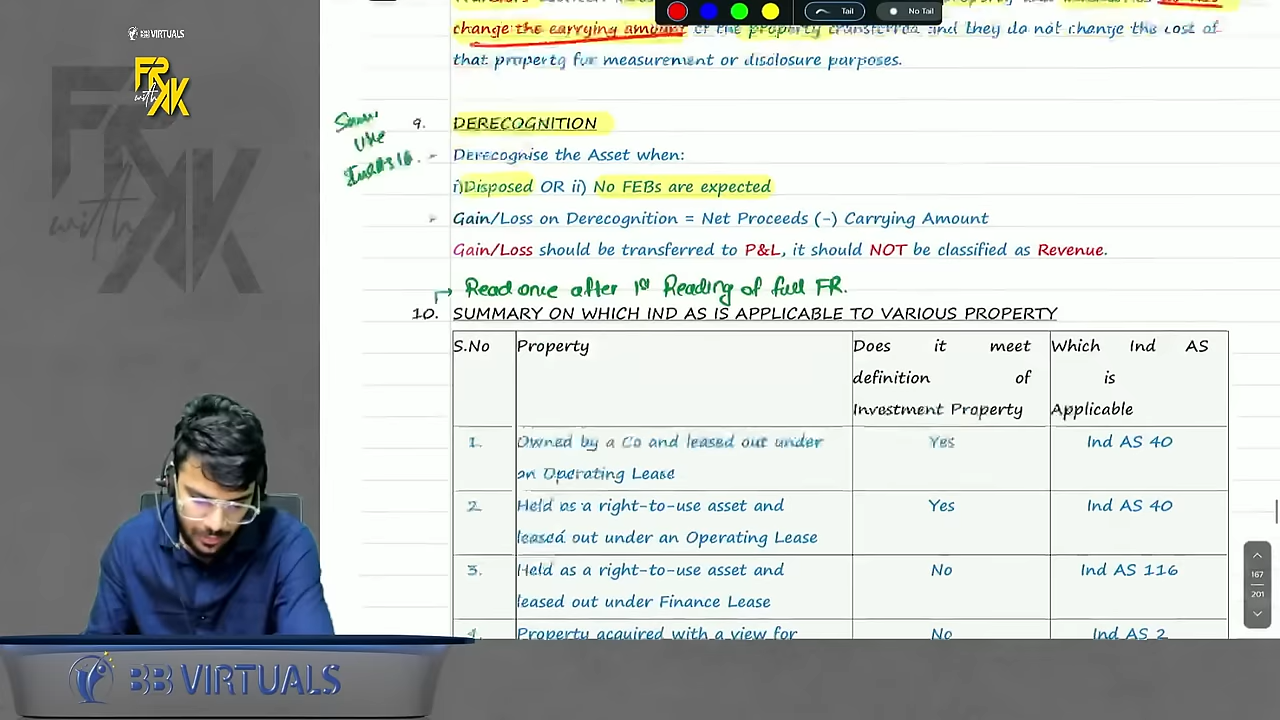 Tail
No Tail
BB VIRTUALS
FR
with
AK
change the carrying amount of the property transferred and they do not change the cost of
that property for measurement or disclosure purposes.
Same
like
9. DERECOGNITION
Derecognise the Asset when:
i)Disposed OR ii) No FEBs are expected
Gain/Loss on Derecognition = Net Proceeds (-) Carrying Amount
Gain/Loss should be transferred to P&L, it should NOT be classified as Revenue.
Read once after 1st Reading of full FR.
10. SUMMARY ON WHICH IND AS IS APPLICABLE TO VARIOUS PROPERTY
S.No Property Does it meet definition of Investment Property Which Ind AS is Applicable
1. Owned by a Co and leased out under an Operating Lease Yes Ind AS 40
2. Held as a right-to-use asset and leased out under an Operating Lease Yes Ind AS 40
3. Held as a right-to-use asset and leased out under Finance Lease No Ind AS 116
4. Property acquired with a view for No Ind AS 2
167
201
BB VIRTUALS